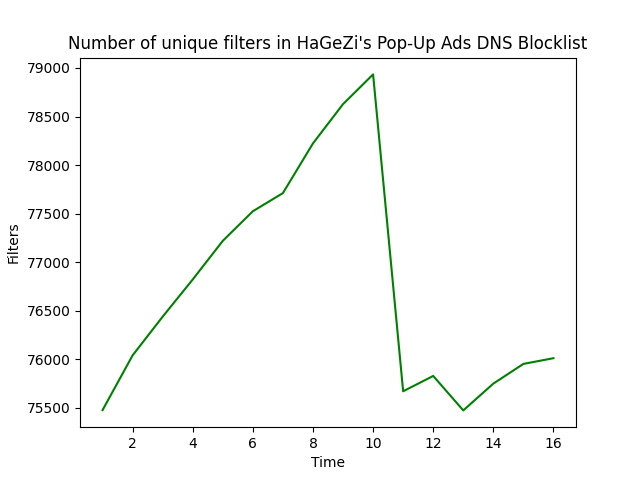 Number of unique filters in HaGeZi's Pop-Up Ads DNS Blocklist
79000
78500
78000
77500
77000
76500
76000
75500
Filters
2 4 6 8 10 12 14 16
Time